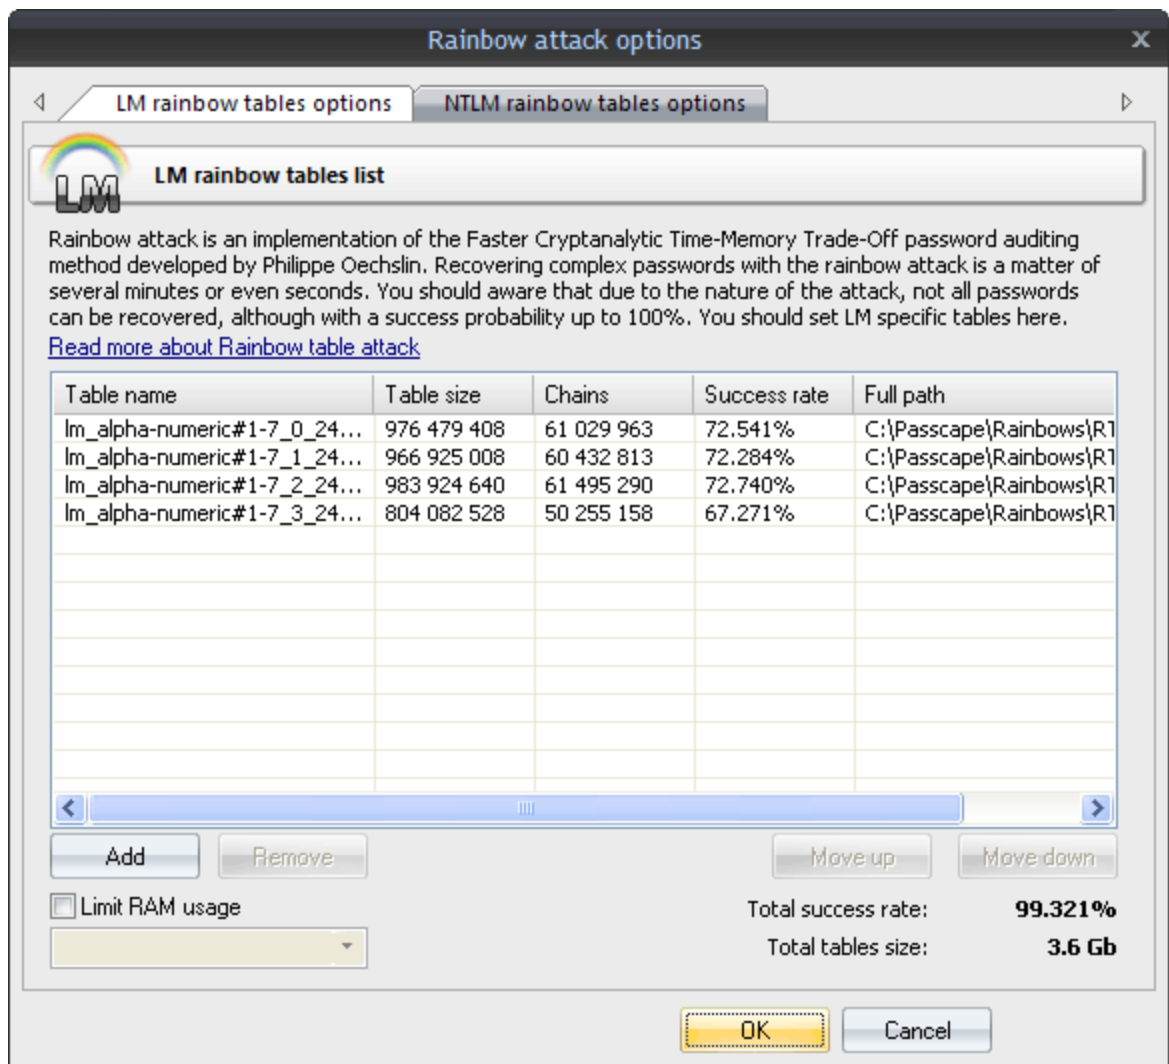 Rainbow attack options
LM rainbow tables options NTLM rainbow tables options
LM
LM rainbow tables list
Rainbow attack is an implementation of the Faster Cryptanalytic Time-Memory Trade-Off password auditing
method developed by Philippe Oechslin. Recovering complex passwords with the rainbow attack is a matter of
several minutes or even seconds. You should aware that due to the nature of the attack, not all passwords
can be recovered, although with a success probability up to 100%. You should set LM specific tables here.
Read more about Rainbow table attack
Table name Table size Chains Success rate Full path
lm_alpha-numeric#1-7_0_24... 976 479 408 61 029 963 72.541% C:\Passcape\Rainbows\RT
lm_alpha-numeric#1-7_1_24... 966 925 008 60 432 813 72.284% C:\Passcape\Rainbows\RT
lm_alpha-numeric#1-7_2_24... 983 924 640 61 495 290 72.740% C:\Passcape\Rainbows\RT
lm_alpha-numeric#1-7_3_24... 804 082 528 50 255 158 67.271% C:\Passcape\Rainbows\RT
Add Remove Move up Move down
Limit RAM usage
Total success rate: 99.321%
Total tables size: 3.6 Gb
OK Cancel